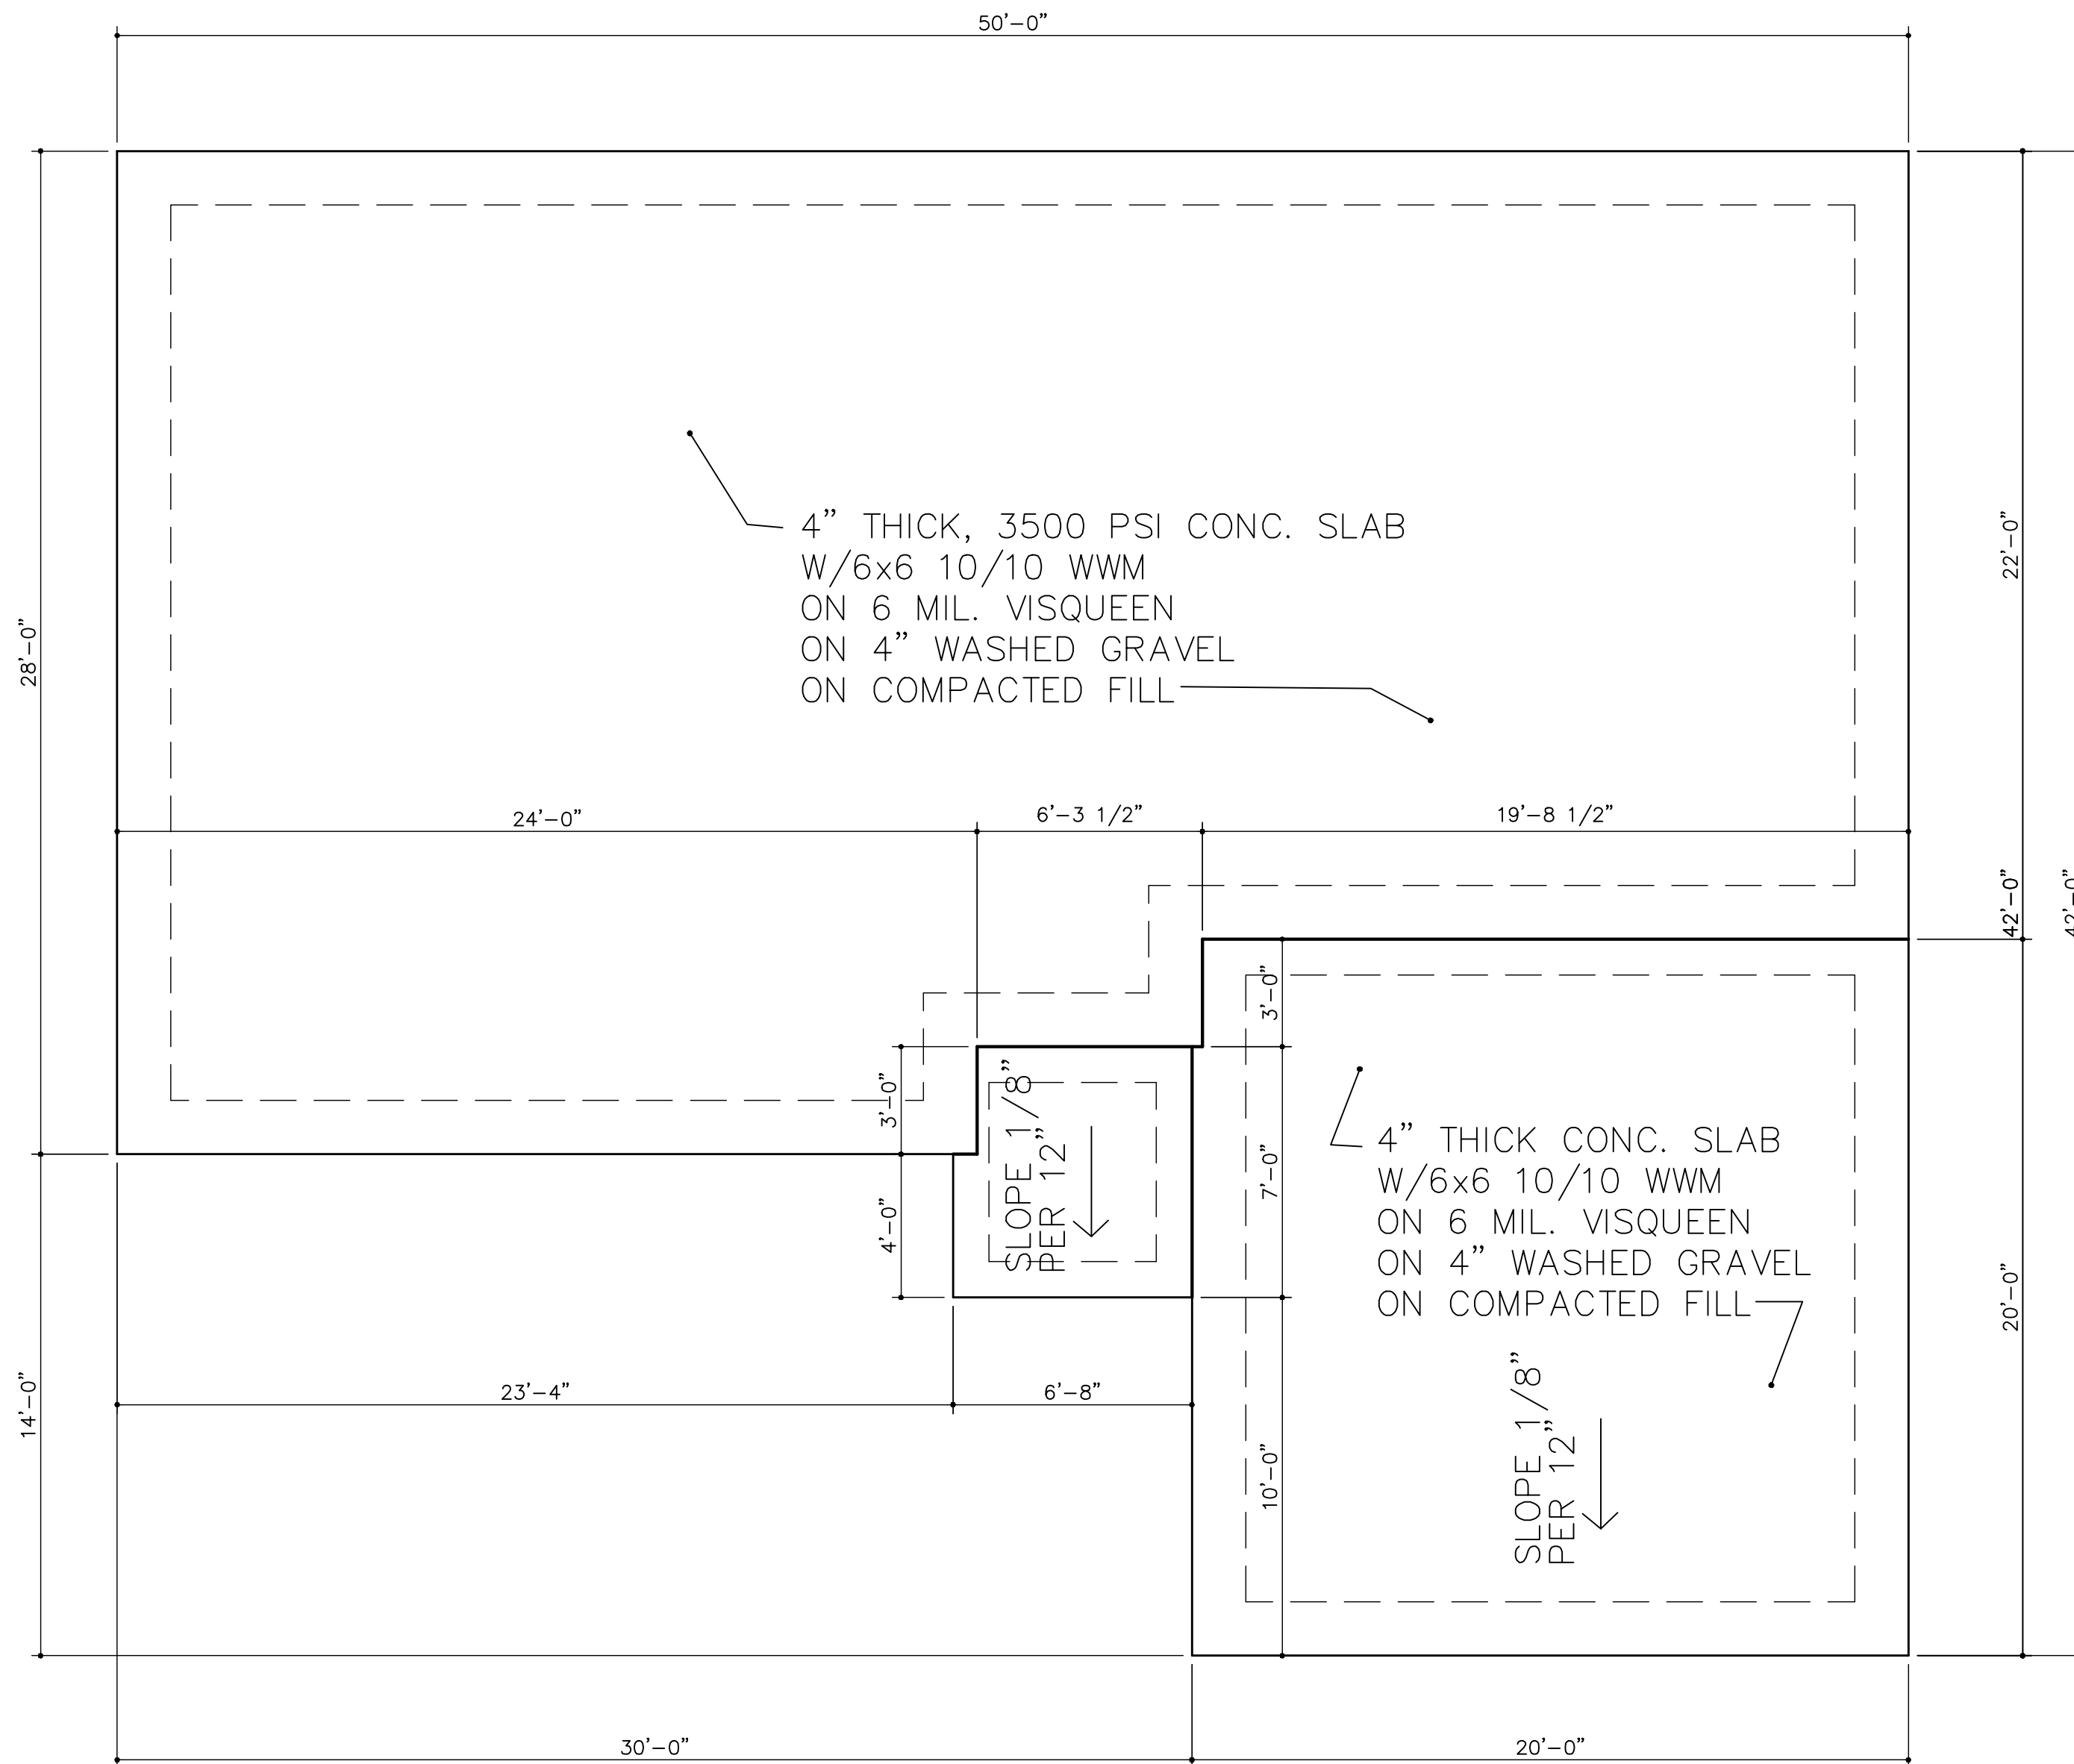 50'-0"
28'-0"
4" THICK, 3500 PSI CONC. SLAB
W/6x6 10/10 WWM
ON 6 MIL. VISQUEEN
ON 4" WASHED GRAVEL
ON COMPACTED FILL
22'-0"
24'-0"
6'-3 1/2"
19'-8 1/2"
42'-0"
42'-0"
3'-0"
3'-0"
SLOPE 1/8"
PER 12"
4'-0"
7'-0"
4" THICK CONC. SLAB
W/6x6 10/10 WWM
ON 6 MIL. VISQUEEN
ON 4" WASHED GRAVEL
ON COMPACTED FILL
20'-0"
14'-0"
23'-4"
6'-8"
10'-0"
SLOPE 1/8"
PER 12"
30'-0"
20'-0"